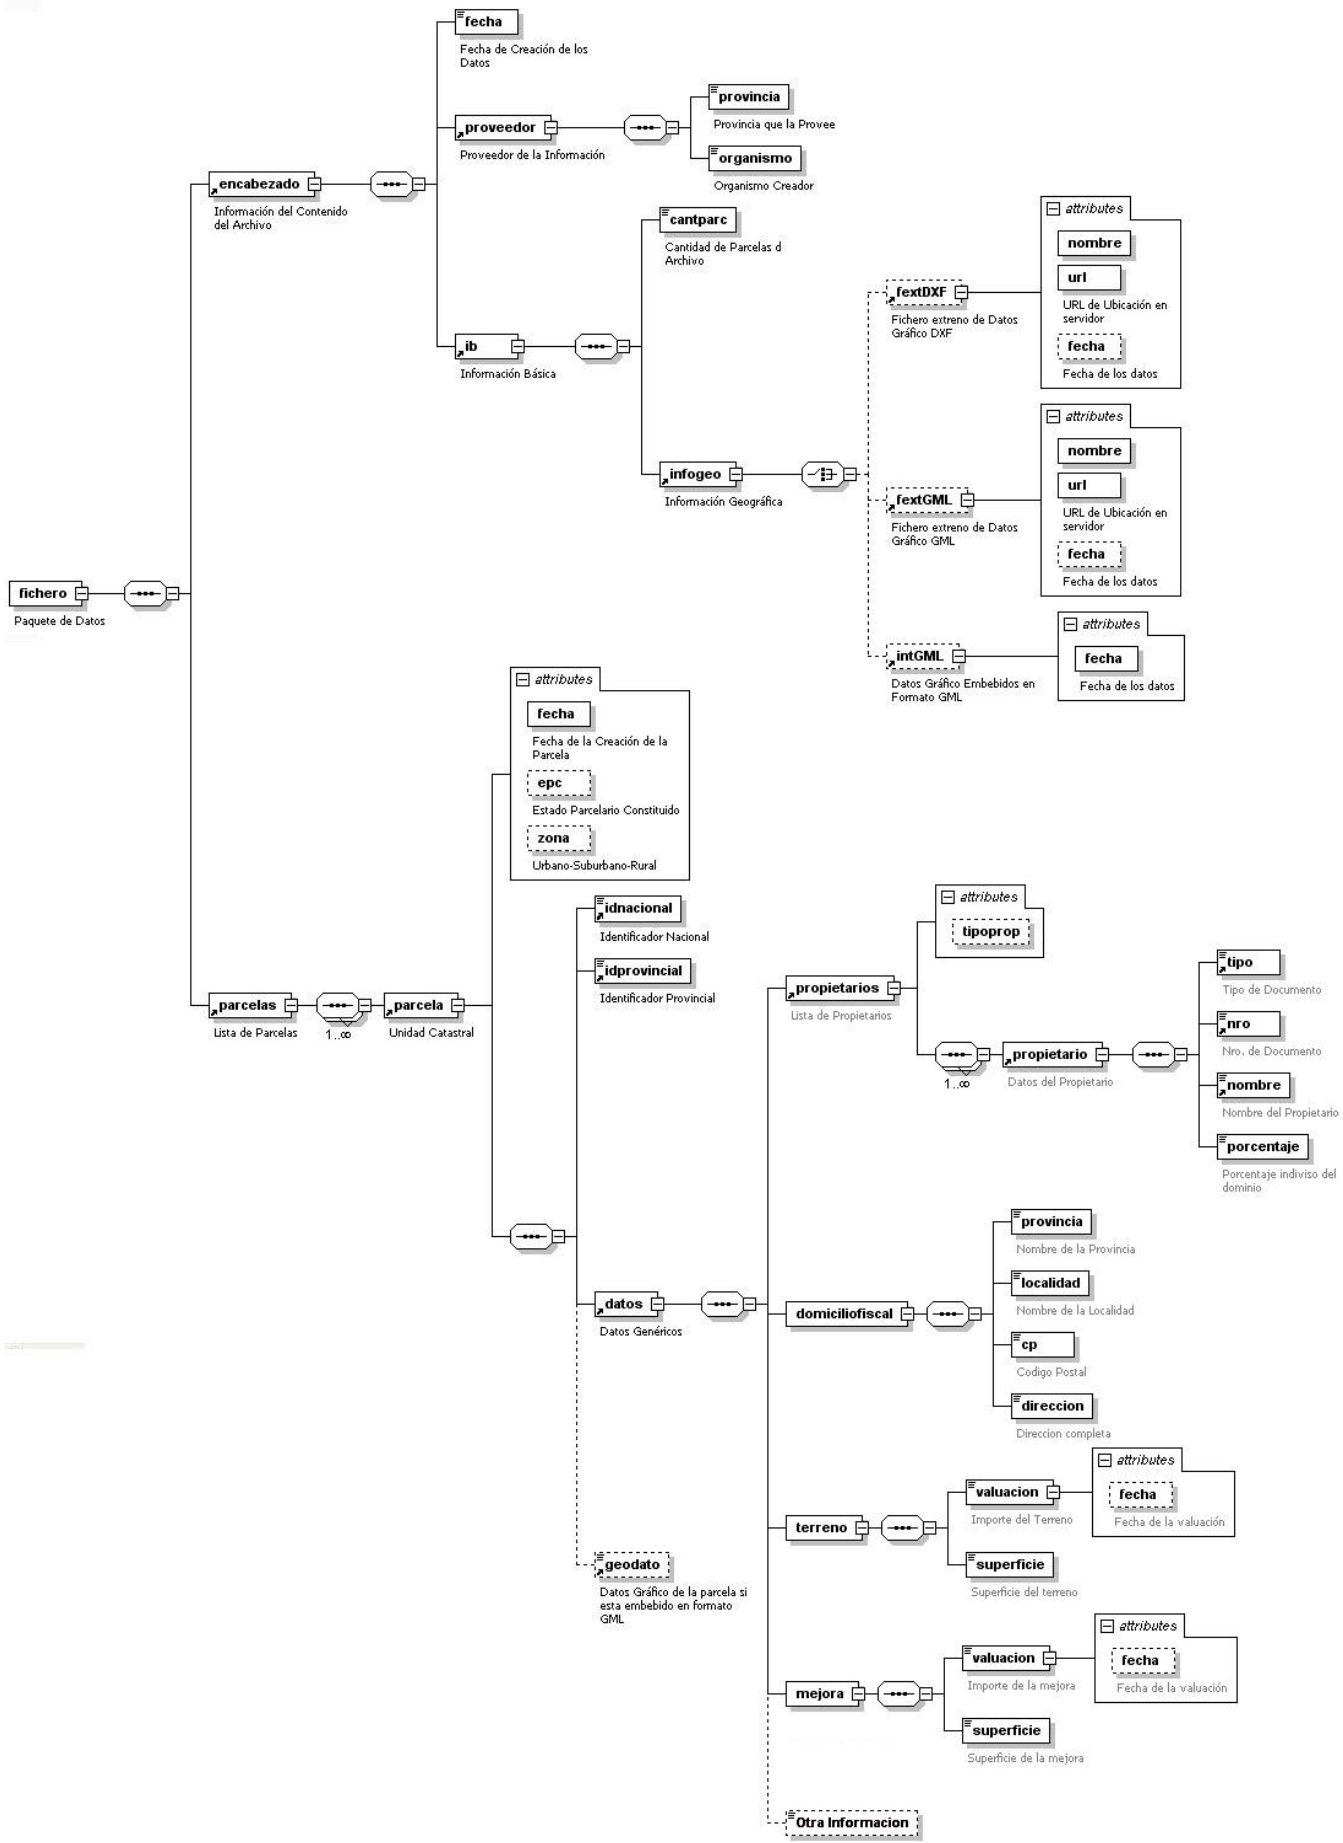 fecha
Fecha de Creación de los
Datos
proveedor
Proveedor de la Información
provincia
Provincia que la Provee
organismo
Organismo Creador
encabezado
Información del Contenido
del Archivo
cantparc
Cantidad de Parcelas d
Archivo
ib
Información Básica
infogeo
Información Geográfica
fextDXF
Fichero extreno de Datos
Gráfico DXF
attributes
nombre
url
URL de Ubicación en
servidor
fecha
Fecha de los datos
fextGML
Fichero extreno de Datos
Gráfico GML
attributes
nombre
url
URL de Ubicación en
servidor
fecha
Fecha de los datos
intGML
Datos Gráfico Embebidos en
Formato GML
attributes
fecha
Fecha de los datos
fichero
Paquete de Datos
parcelas
Lista de Parcelas
1..∞
parcela
Unidad Catastral
attributes
fecha
Fecha de la Creación de la
Parcela
epc
Estado Parcelario Constituido
zona
Urbano-Suburbano-Rural
idnacional
Identificador Nacional
idprovincial
Identificador Provincial
datos
Datos Genéricos
propietarios
Lista de Propietarios
attributes
tipoprop
1..∞
propietario
Datos del Propietario
tipo
Tipo de Documento
nro
Nro. de Documento
nombre
Nombre del Propietario
porcentaje
Porcentaje indiviso del
dominio
domiciliofiscal
provincia
Nombre de la Provincia
localidad
Nombre de la Localidad
cp
Codigo Postal
direccion
Direccion completa
terreno
valuacion
Importe del Terreno
attributes
fecha
Fecha de la valuación
superficie
Superficie del terreno
mejora
valuacion
Importe de la mejora
attributes
fecha
Fecha de la valuación
superficie
Superficie de la mejora
Otra Informacion
geodato
Datos Gráfico de la parcela si
esta embebido en formato
GML